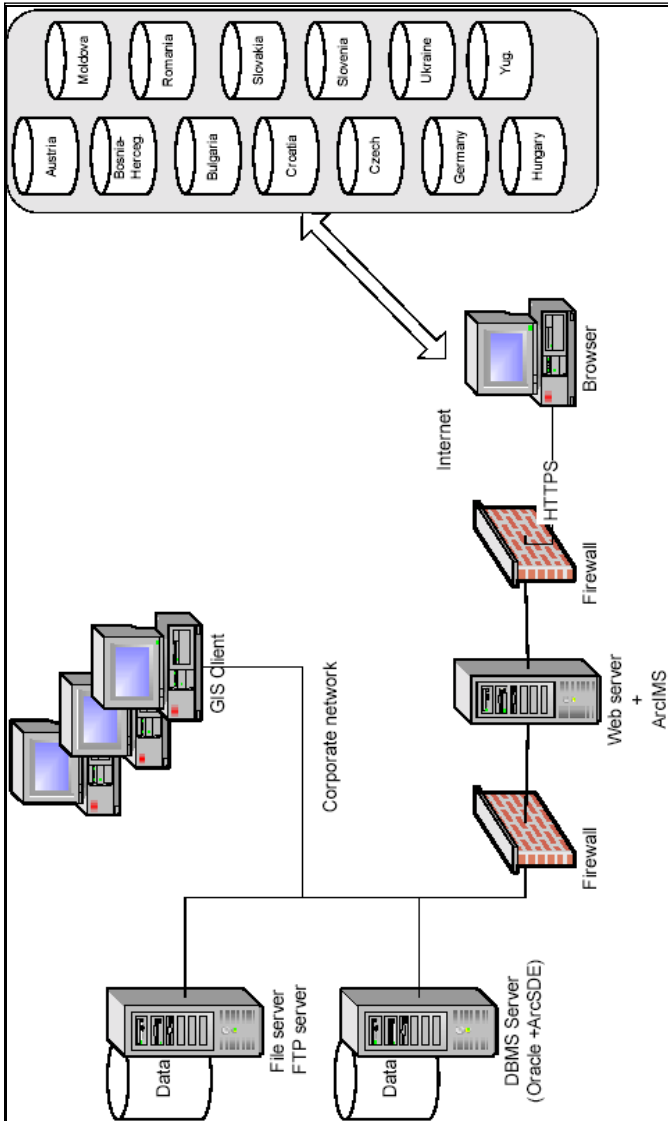 Data
File server
FTP server
Data
DBMS Server
(Oracle +ArcSDE)
GIS Client
Corporate network
Firewall
Web server
+
ArcIMS
Firewall
HTTPS
Internet
Browser
Austria
Bosnia-
Herceg.
Bulgaria
Croatia
Czech
Germany
Hungary
Moldova
Romania
Slovakia
Slovenia
Ukraine
Yug.